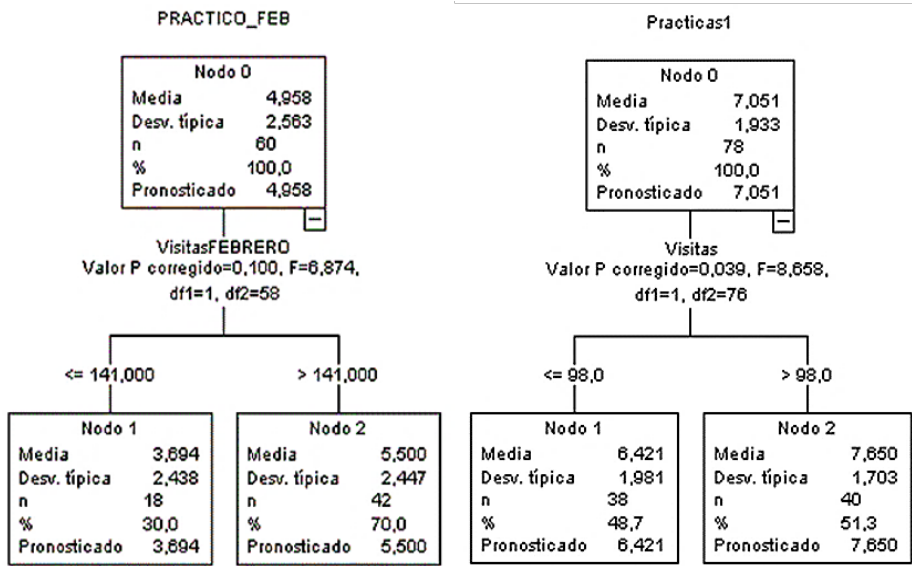 PRACTICO_FEB
Nodo 0
Media 4,958
Desv. típica 2,563
n 60
% 100,0
Pronosticado 4,958
VisitasFEBRERO
Valor P corregido=0,100, F=6,874,
df1=1, df2=58
<= 141,000
> 141,000
Nodo 1
Media 3,694
Desv. típica 2,438
n 18
% 30,0
Pronosticado 3,694
Nodo 2
Media 5,500
Desv. típica 2,447
n 42
% 70,0
Pronosticado 5,500
Practicas1
Nodo 0
Media 7,051
Desv. típica 1,933
n 78
% 100,0
Pronosticado 7,051
Visitas
Valor P corregido=0,039, F=8,658,
df1=1, df2=76
<= 98,0
> 98,0
Nodo 1
Media 6,421
Desv. típica 1,981
n 38
% 48,7
Pronosticado 6,421
Nodo 2
Media 7,650
Desv. típica 1,703
n 40
% 51,3
Pronosticado 7,650